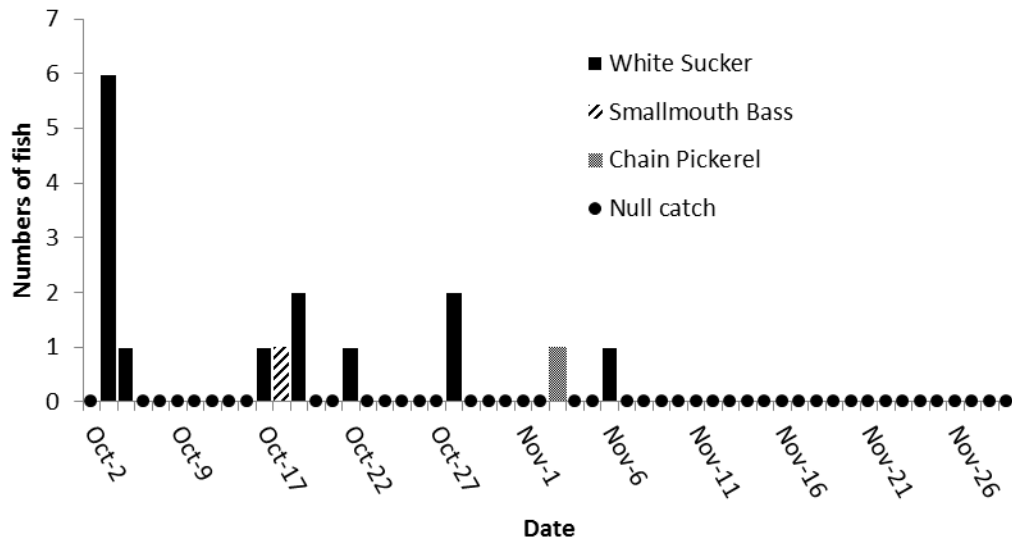 7
6
5
4
3
2
1
0
Numbers of fish
White Sucker
Smallmouth Bass
Chain Pickerel
Null catch
Oct-2
Oct-9
Oct-17
Oct-22
Oct-27
Nov-1
Nov-6
Nov-11
Nov-16
Nov-21
Nov-26
Date